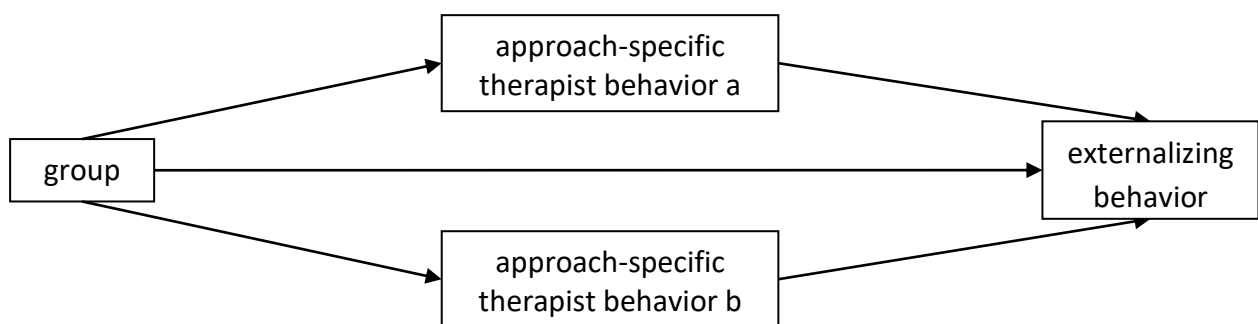 approach-specific
therapist behavior a
group
externalizing
behavior
approach-specific
therapist behavior b